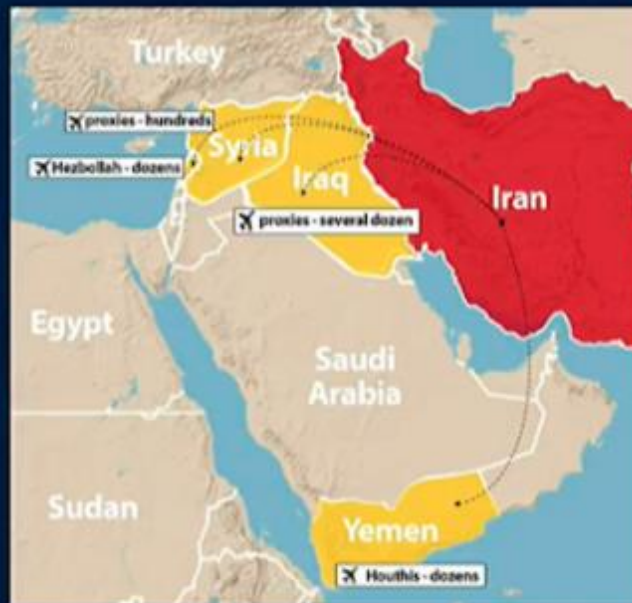 Turkey
proxies - hundreds
Syria
Hezbollah - dozens
Iraq
Iran
proxies - several dozen
Egypt
Saudi
Arabia
Sudan
Yemen
Houthis - dozens